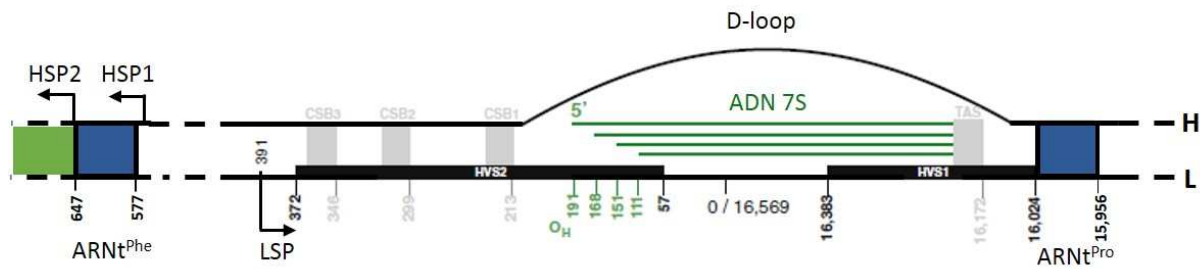 D-loop
HSP2
HSP1
CSB3
CSB2
CSB1
5'
ADN 7S
TAS
H
391
HVS2
HVS1
L
647
577
372
346
299
213
191
168
151
111
57
0 / 16,569
16,383
16,172
16,024
15,956
O_H
ARNt^Phe
LSP
ARNt^Pro